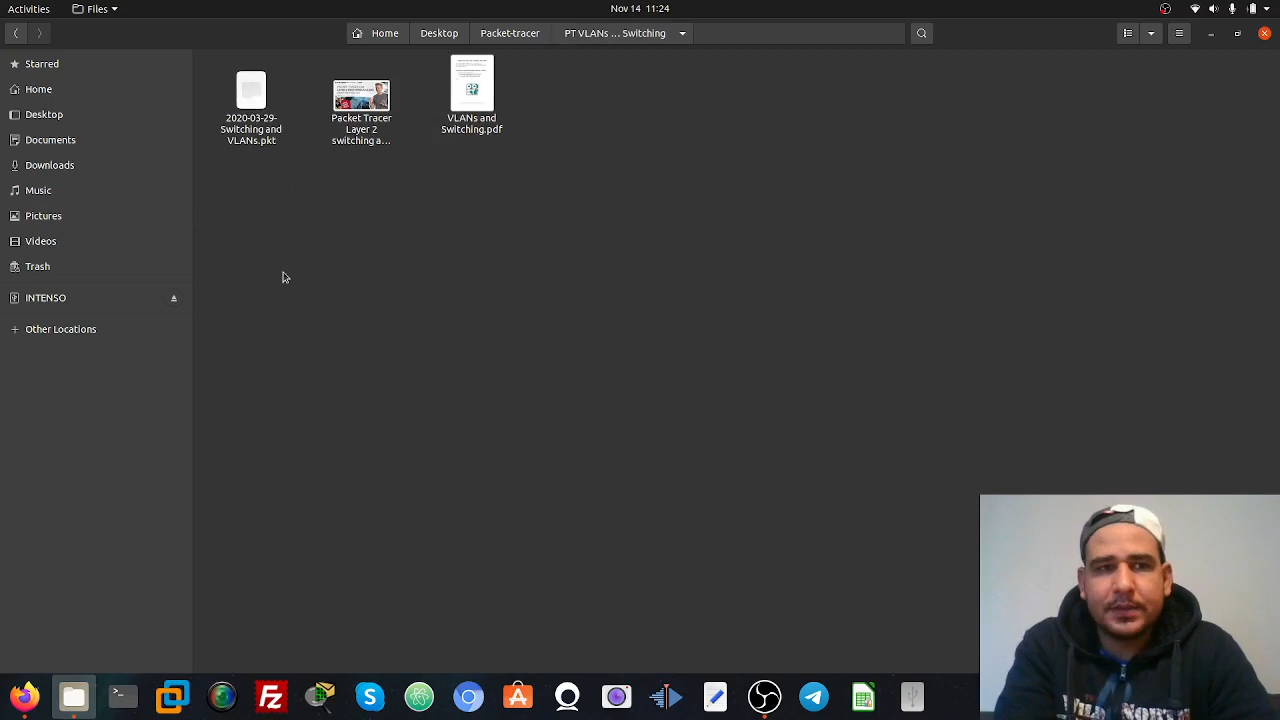 Activities
Files
Nov 14 11:24
Home
Desktop
Packet-tracer
PT VLANS ... Switching
Starred
Desktop
Documents
Downloads
Music
Pictures
Videos
Trash
INTENSO
Other Locations
2020-03-29-
Switching and
VLANs.pkt
Packet Tracer
Layer 2
switching a...
VLANs and
Switching.pdf